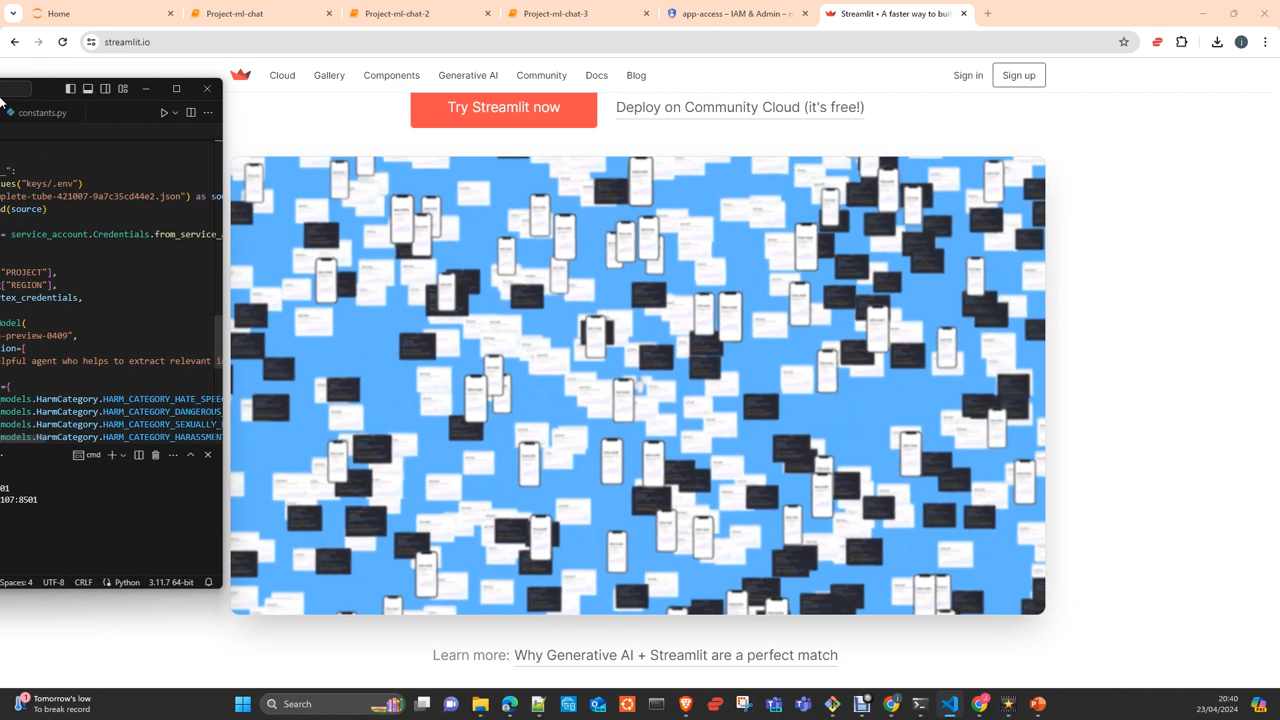 Home
Project-ml-chat
Project-ml-chat-2
Project-ml-chat-3
app-access – IAM & Admin –
Streamlit • A faster way to bui
streamlit.io
Cloud Gallery Components Generative AI Community Docs Blog
Sign in Sign up
Try Streamlit now
Deploy on Community Cloud (it's free!)
constants.py
__":
ues("keys/.env")
plete-tube-421007-9a7c35cd44e2.json") as so
d(source)
= service_account.Credentials.from_service_
["PROJECT"],
["REGION"],
tex_credentials,
odel(
-preview-0409",
ion=[
elpful agent who helps to extract relevant i
={
models.HarmCategory.HARM_CATEGORY_HATE_SPEE
models.HarmCategory.HARM_CATEGORY_DANGEROUS
models.HarmCategory.HARM_CATEGORY_SEXUALLY_
models.HarmCategory.HARM_CATEGORY_HARASSMENT
cmd
01
107:8501
Spaces: 4 UTF-8 CRLF Python 3.11.7 64-bit
Learn more: Why Generative AI + Streamlit are a perfect match
Tomorrow's low
To break record
Search
20:40
23/04/2024